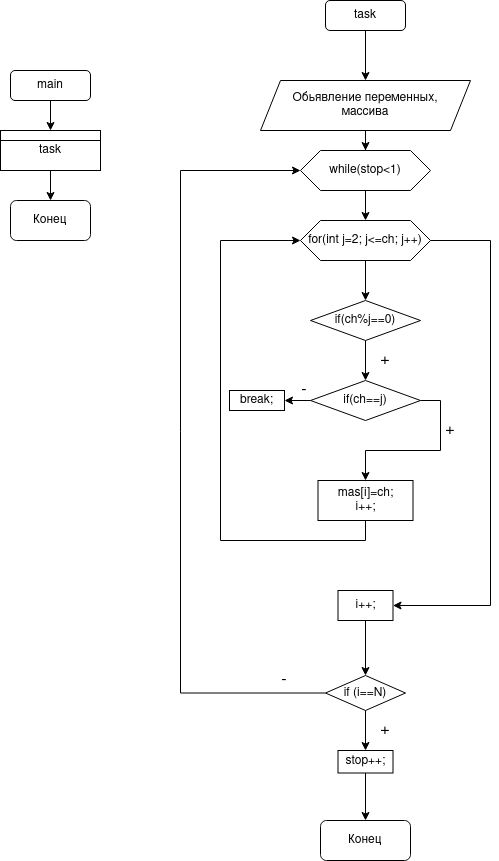 task
main
Обьявление переменных,
массива
task
while(stop<1)
Конец
for(int j=2; j<=ch; j++)
if(ch%j==0)
+
-
break;
if(ch==j)
+
mas[i]=ch;
i++;
i++;
-
if (i==N)
+
stop++;
Конец